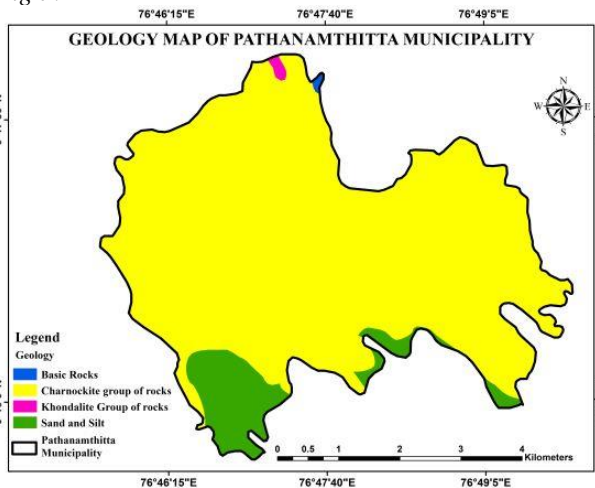 76°46'15"E 76°47'40"E 76°49'5"E
GEOLOGY MAP OF PATHANAMTHITTA MUNICIPALITY
N
W E
S
Legend
Geology
Basic Rocks
Charnockite group of rocks
Khondalite Group of rocks
Sand and Silt
Pathanamthitta
Municipality
0 0.5 1 2 3 4
Kilometers
76°46'15"E 76°47'40"E 76°49'5"E